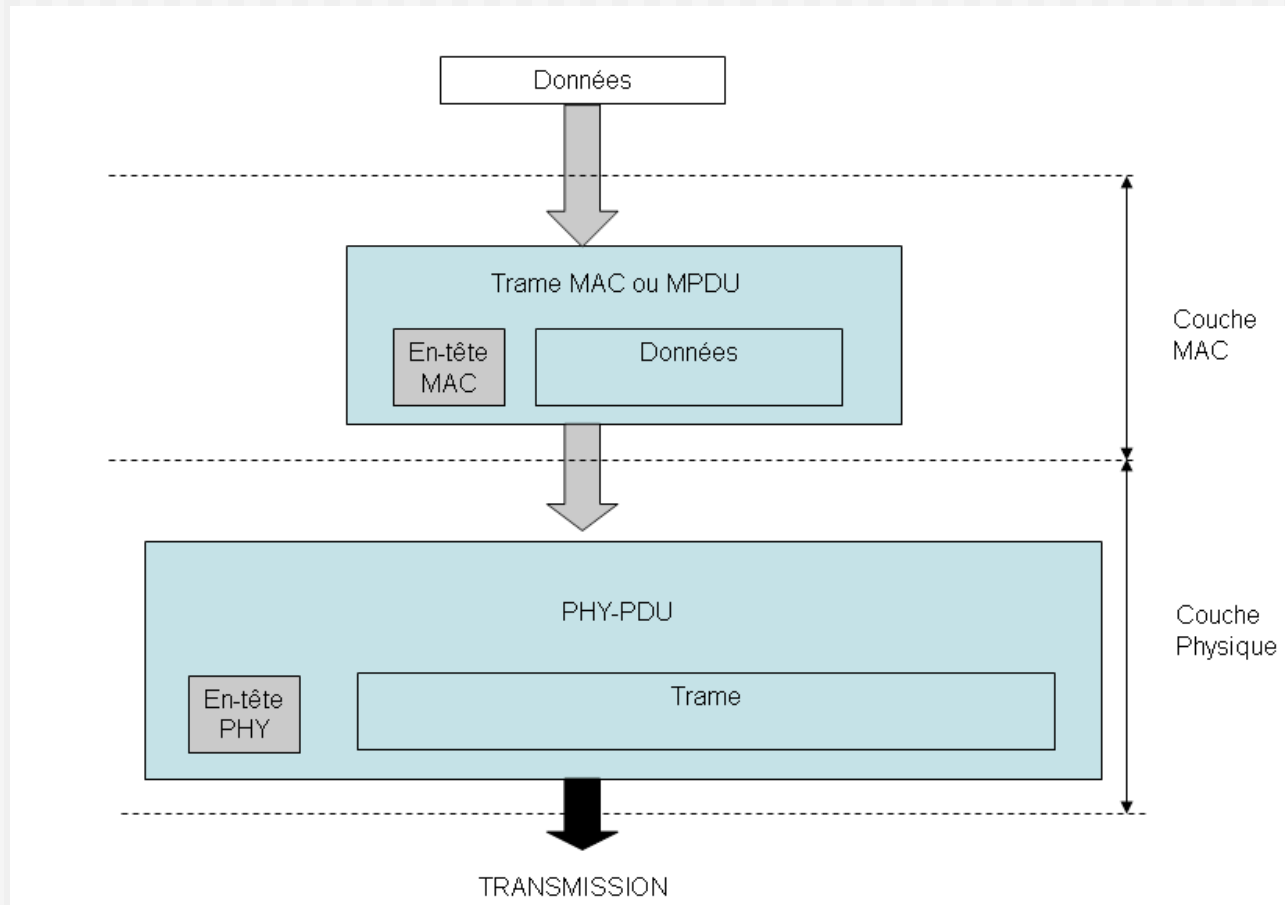 Données
Trame MAC ou MPDU
En-tête
MAC
Données
Couche
MAC
PHY-PDU
En-tête
PHY
Trame
Couche
Physique
TRANSMISSION